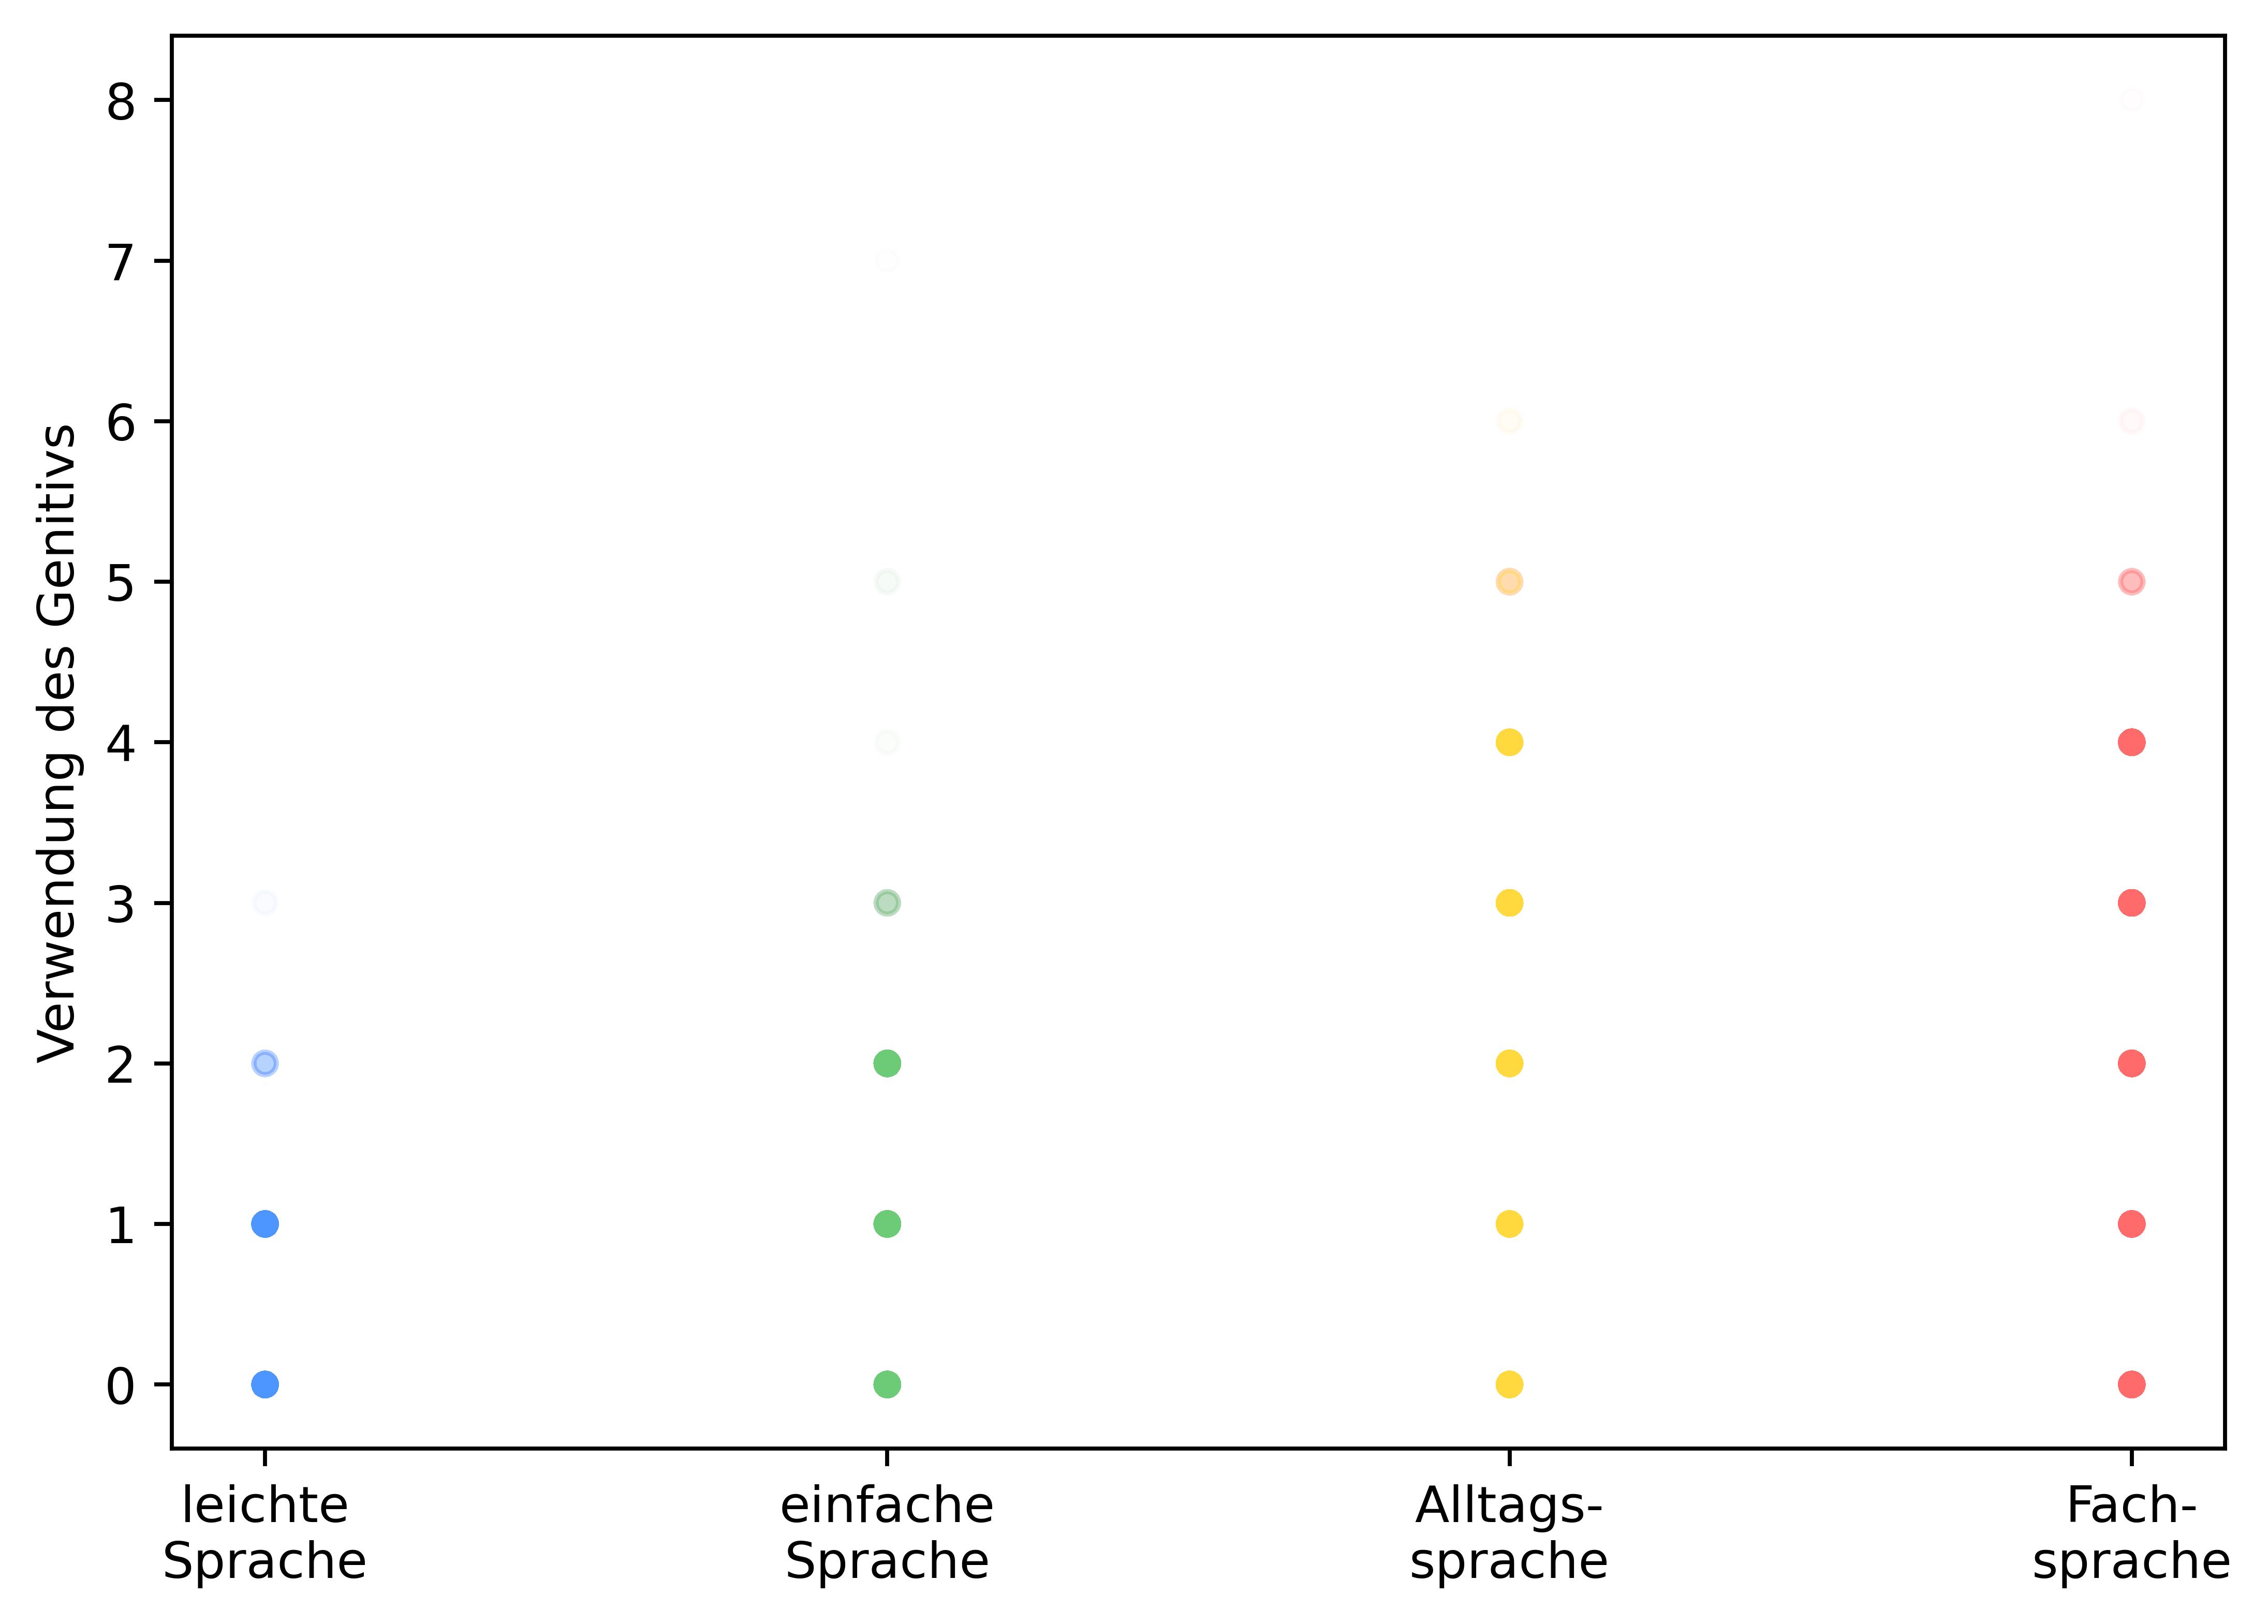 Verwendung des Genitivs
8
7
6
5
4
3
2
1
0
leichte
Sprache
einfache
Sprache
Alltags-
sprache
Fach-
sprache